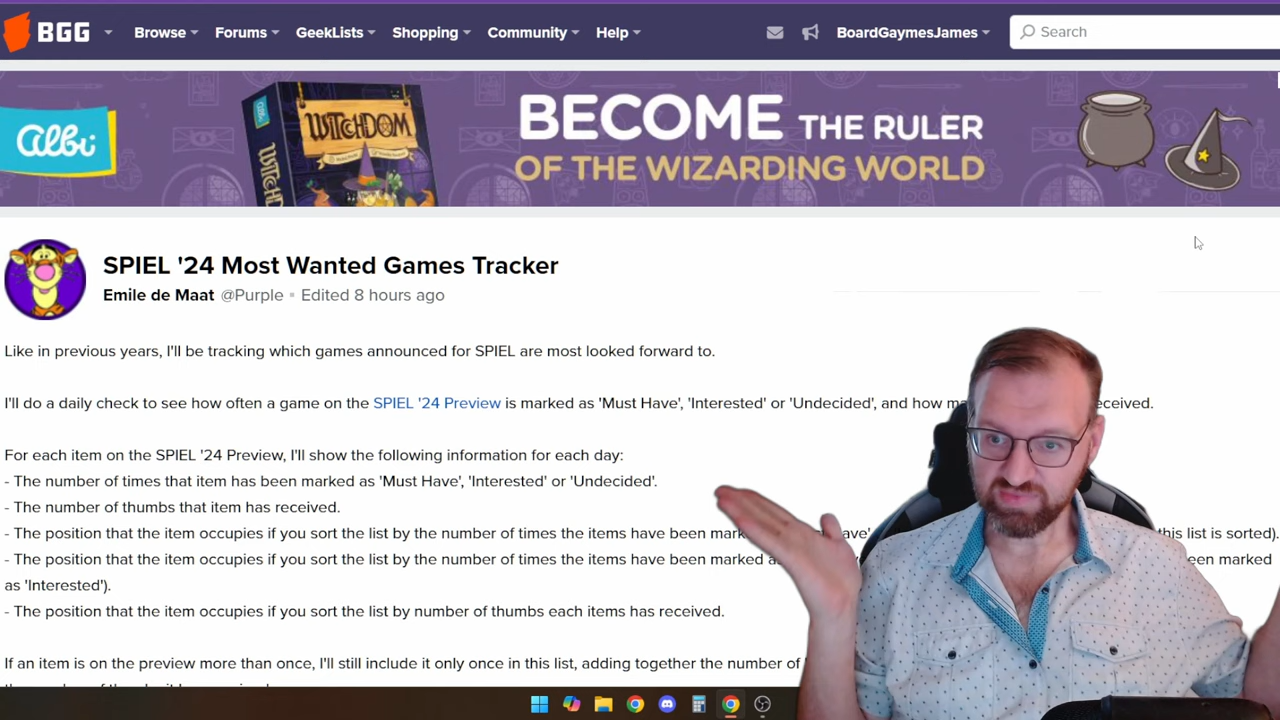 BGG
Browse
Forums
GeekLists
Shopping
Community
Help
BoardGaymesJames
Search
Albi
WITCHDOM
BECOME THE RULER
OF THE WIZARDING WORLD
SPIEL '24 Most Wanted Games Tracker
Emile de Maat @Purple • Edited 8 hours ago
Like in previous years, I'll be tracking which games announced for SPIEL are most looked forward to.
I'll do a daily check to see how often a game on the SPIEL '24 Preview is marked as 'Must Have', 'Interested' or 'Undecided', and how
For each item on the SPIEL '24 Preview, I'll show the following information for each day:
- The number of times that item has been marked as 'Must Have', 'Interested' or 'Undecided'.
- The number of thumbs that item has received.
- The position that the item occupies if you sort the list by the number of times the items have been this list is sorted).
- The position that the item occupies if you sort the list by the number of times the items have been marked marked
as 'Interested').
- The position that the item occupies if you sort the list by number of thumbs each items has received.
If an item is on the preview more than once, I'll still include it only once in this list, adding together the number of